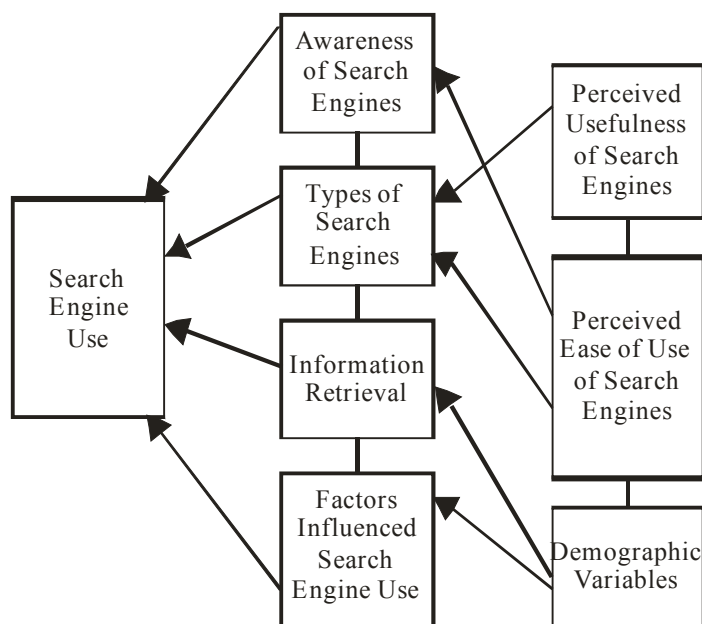 Awareness
of Search
Engines
Perceived
Usefulness
of Search
Engines
Types of
Search
Engines
Search
Engine
Use
Perceived
Ease of Use
of Search
Engines
Information
Retrieval
Factors
Influenced
Search
Engine Use
Demographic
Variables